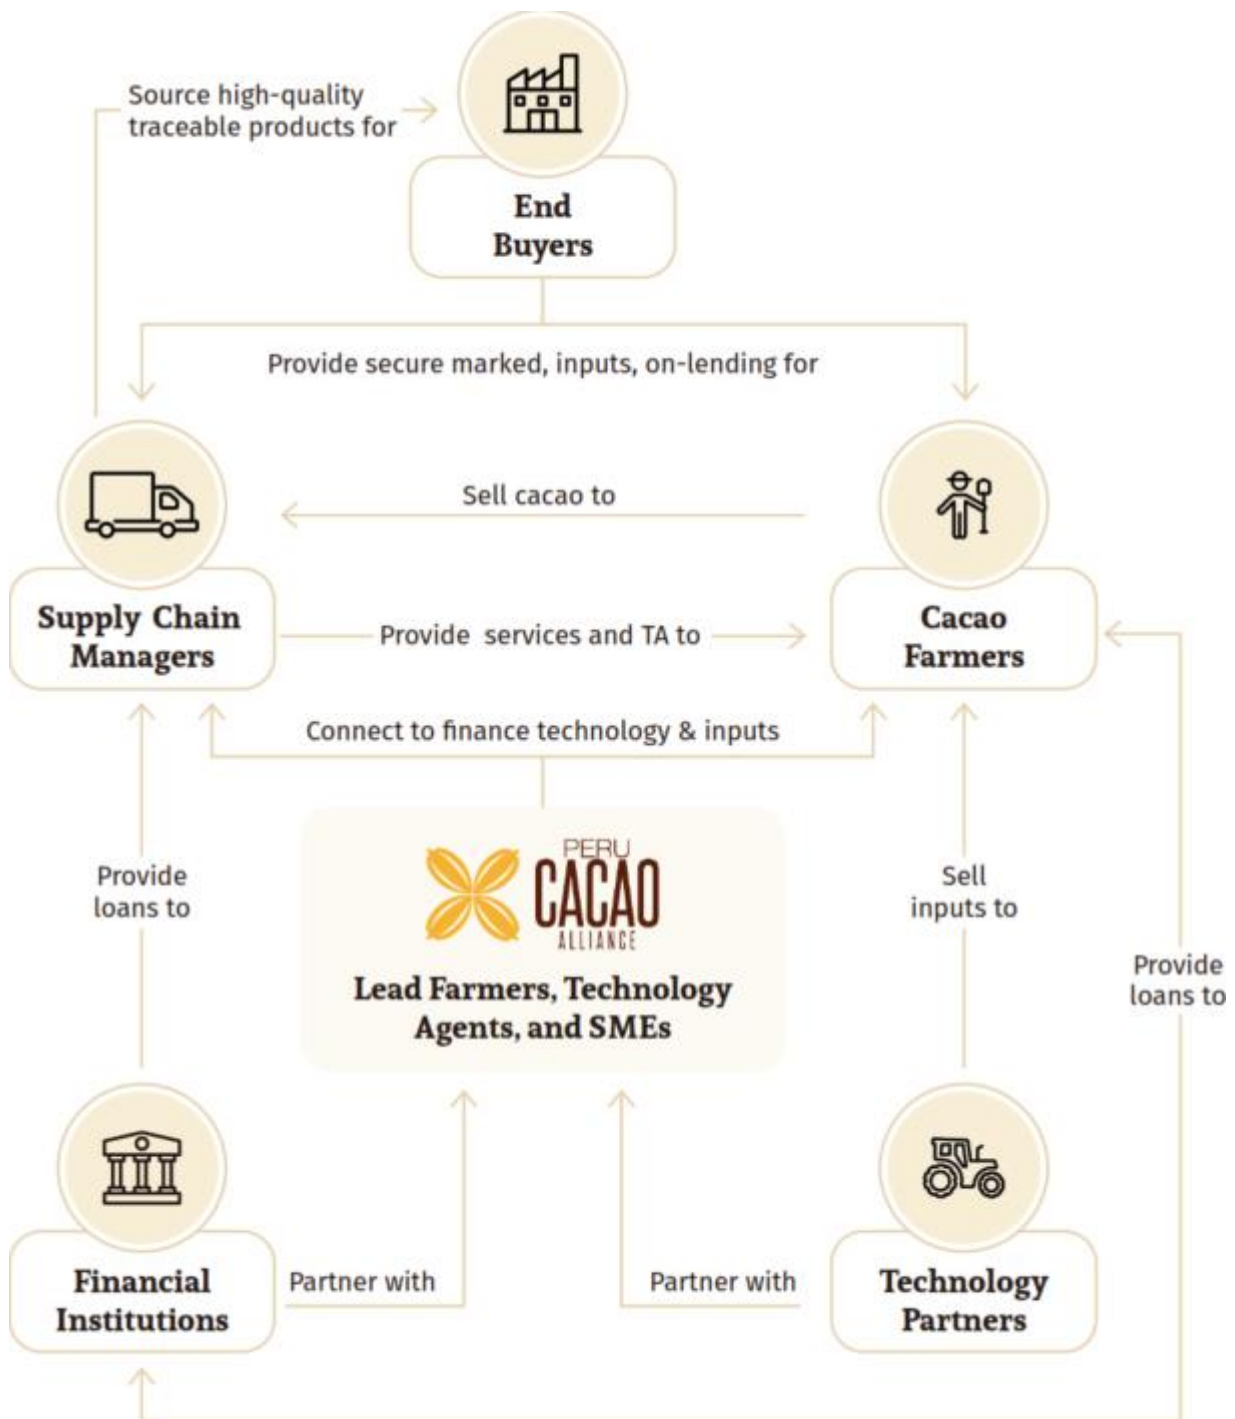 Source high-quality
traceable products for
End
Buyers
Provide secure marked, inputs, on-lending for
Sell cacao to
Supply Chain
Managers
Provide services and TA to
Cacao
Farmers
Connect to finance technology & inputs
PERU
CACAO
ALLIANCE
Lead Farmers, Technology
Agents, and SMEs
Provide
loans to
Sell
inputs to
Provide
loans to
Financial
Institutions
Partner with
Partner with
Technology
Partners